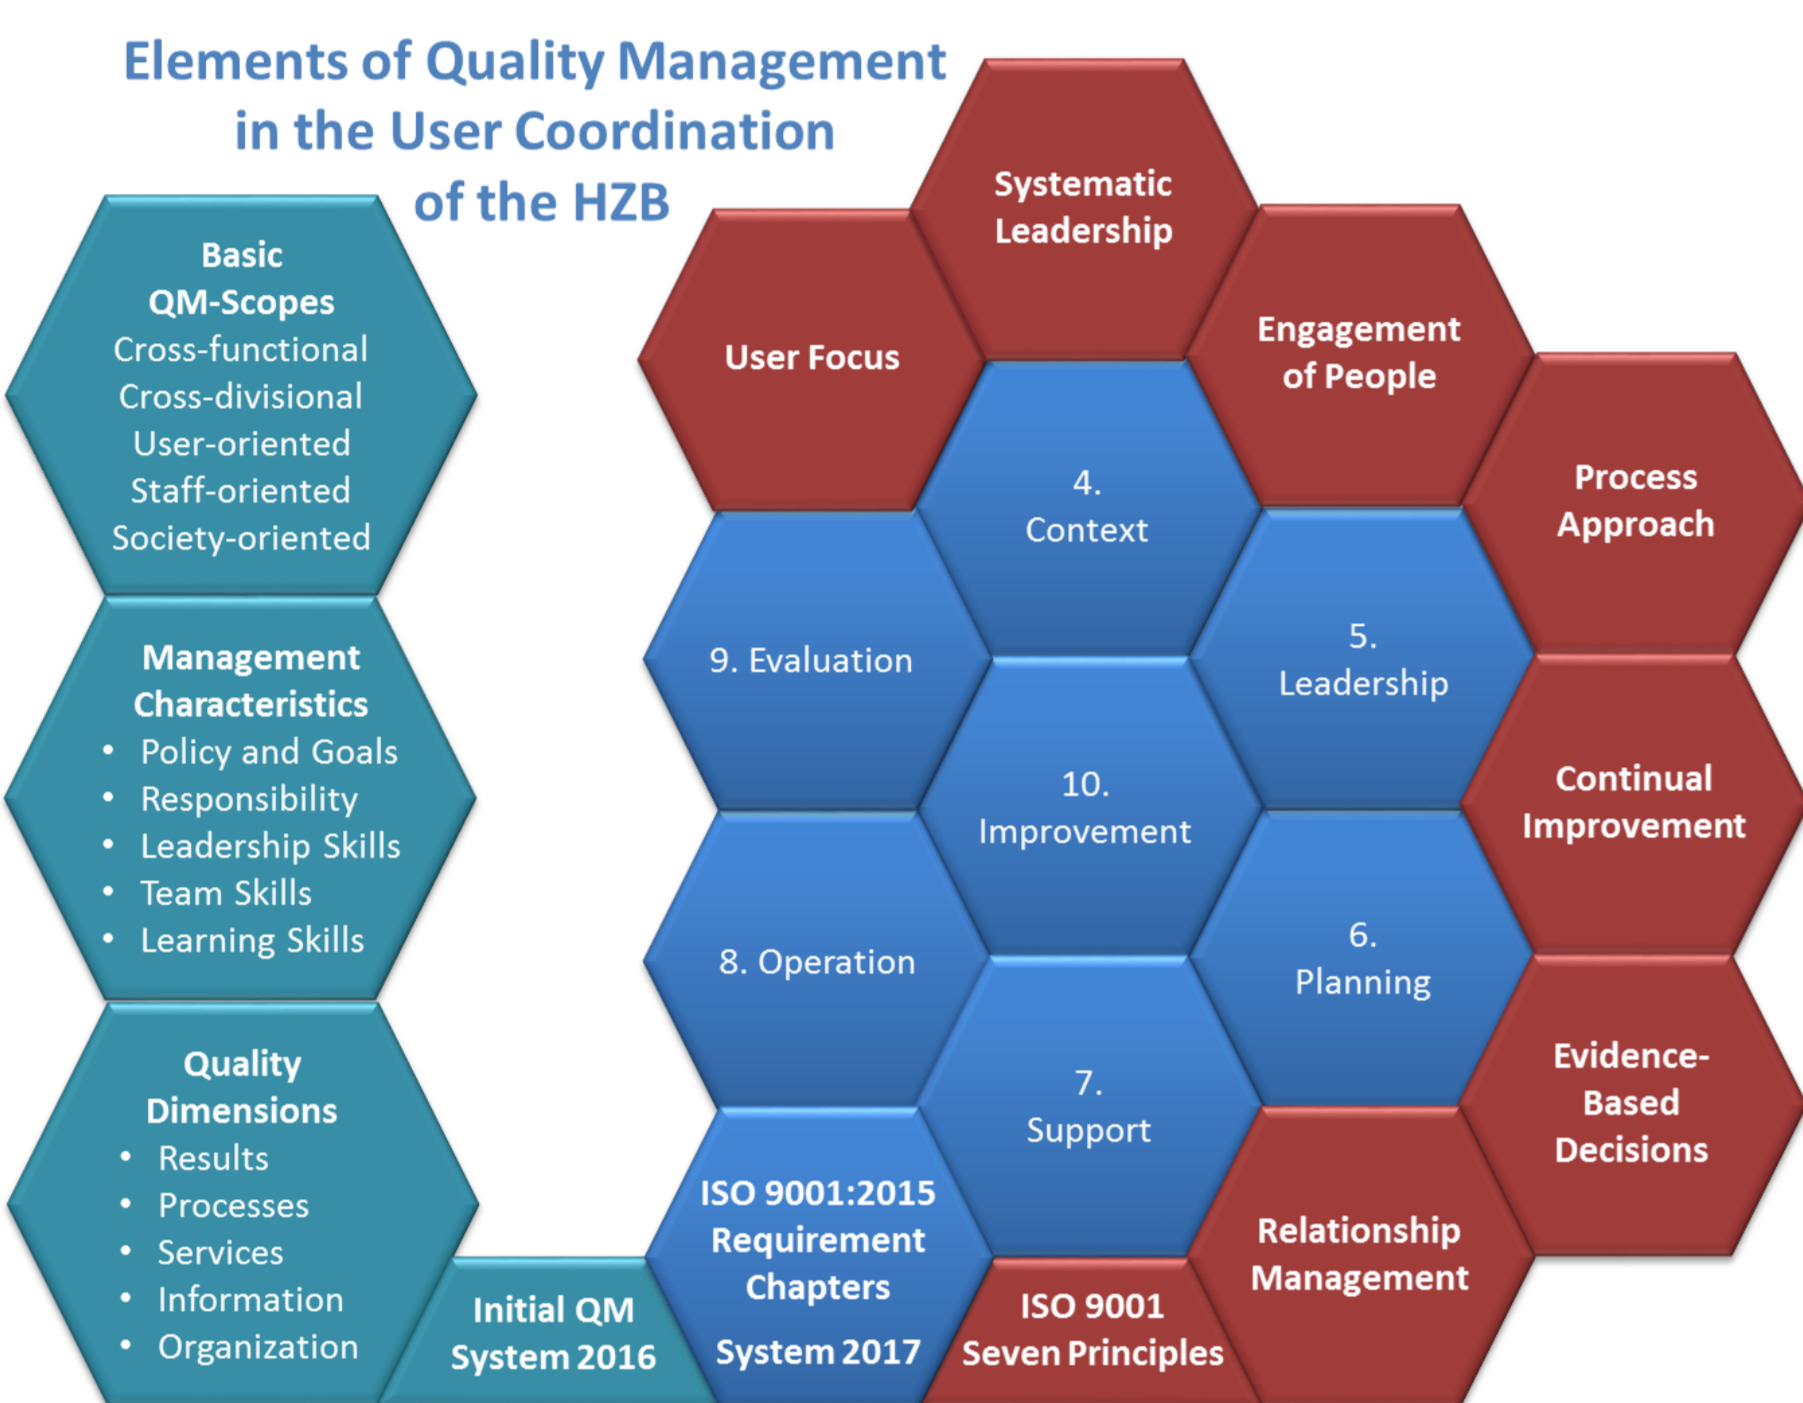 Elements of Quality Management
in the User Coordination
of the HZB
Basic
QM-Scopes
Cross-functional
Cross-divisional
User-oriented
Staff-oriented
Society-oriented
Management
Characteristics
• Policy and Goals
• Responsibility
• Leadership Skills
• Team Skills
• Learning Skills
Quality
Dimensions
• Results
• Processes
• Services
• Information
• Organization
Initial QM
System 2016
User Focus
Systematic
Leadership
Engagement
of People
Process
Approach
Continual
Improvement
Evidence-
Based
Decisions
Relationship
Management
ISO 9001
Seven Principles
4.
Context
5.
Leadership
6.
Planning
7.
Support
8. Operation
9. Evaluation
10.
Improvement
ISO 9001:2015
Requirement
Chapters
System 2017